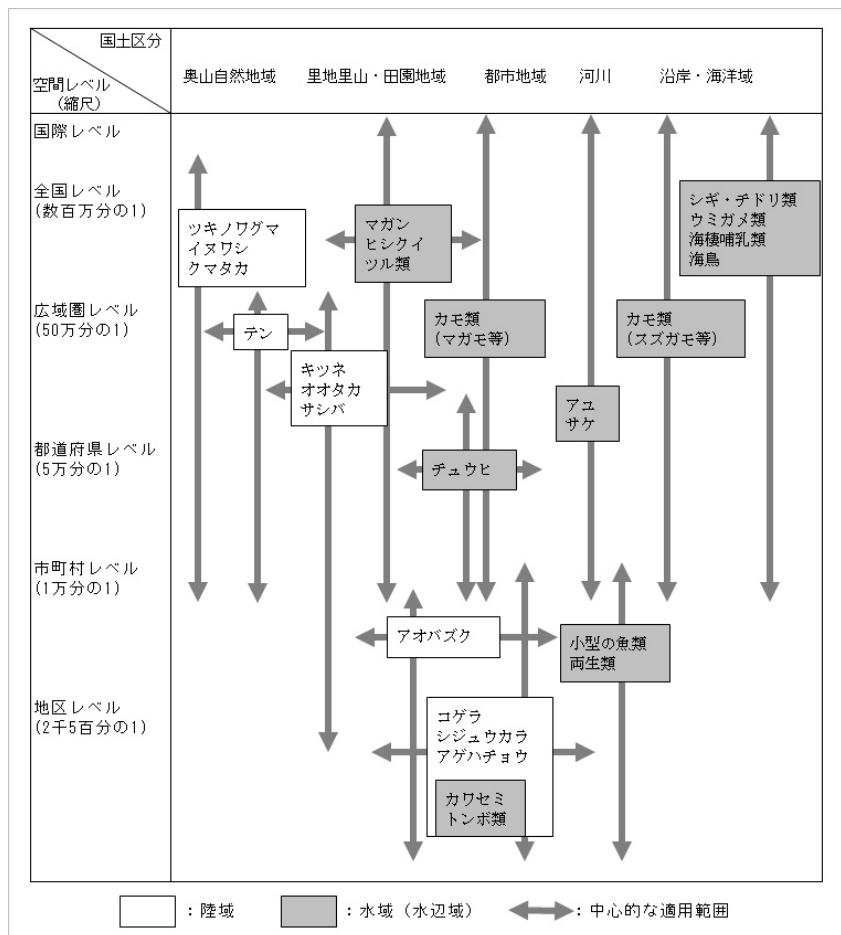 国土区分
空間レベル
(縮尺)
奥山自然地域
里地里山・田園地域
都市地域
河川
沿岸・海洋域
国際レベル
全国レベル
(数百万分の1)
ツキノワグマ
イヌワシ
クマタカ
マガン
ヒシクイ
ツル類
シギ・チドリ類
ウミガメ類
海棲哺乳類
海鳥
広域圏レベル
(50万分の1)
テン
カモ類
(マガモ等)
カモ類
(スズガモ等)
キツネ
オオタカ
サシバ
アユ
サケ
都道府県レベル
(5万分の1)
チュウヒ
市町村レベル
(1万分の1)
アオバズク
小型の魚類
両生類
地区レベル
(2千5百分の1)
コゲラ
シジュウカラ
アゲハチョウ
カワセミ
トンボ類
：陸域
：水域（水辺域）
：中心的な適用範囲